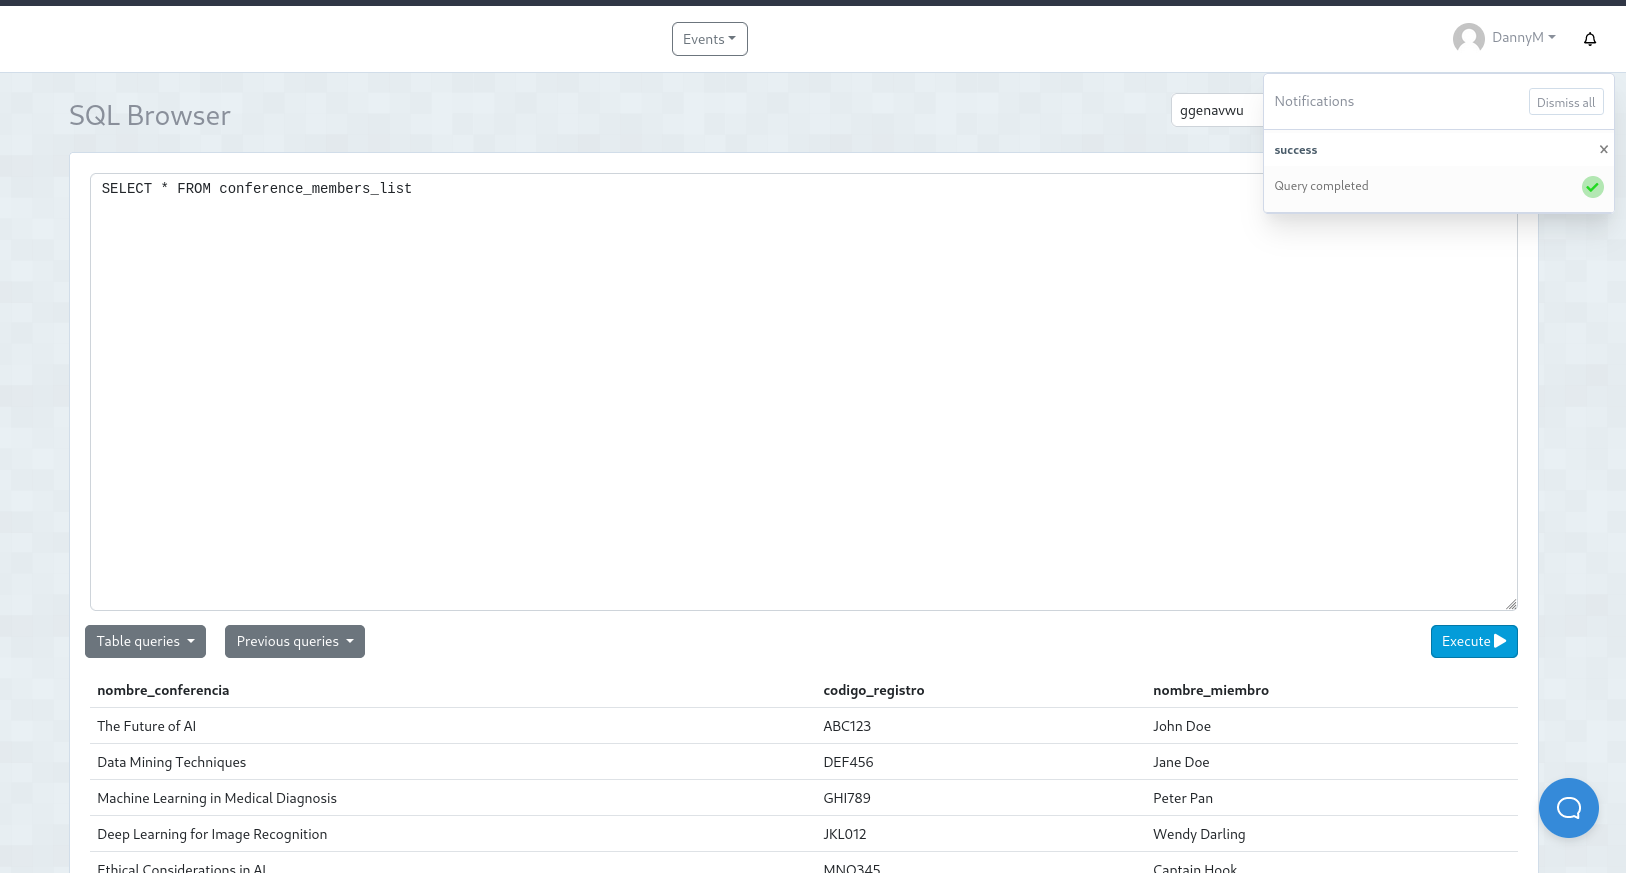 Events
DannyM
SQL Browser
ggenavwu
Notifications
Dismiss all
success
Query completed
SELECT * FROM conference_members_list
Table queries
Previous queries
Execute
nombre_conferencia codigo_registro nombre_miembro
The Future of AI ABC123 John Doe
Data Mining Techniques DEF456 Jane Doe
Machine Learning in Medical Diagnosis GHI789 Peter Pan
Deep Learning for Image Recognition JKL012 Wendy Darling
Ethical Considerations in AI MNO345 Captain Hook